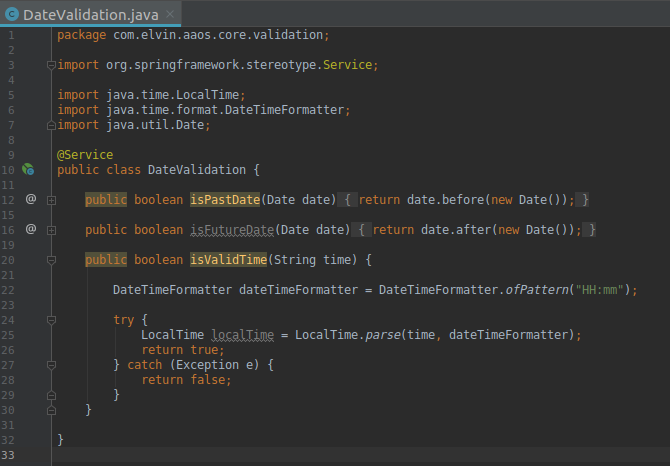 DateValidation.java
1 package com.elvin.aaos.core.validation;
2
3 import org.springframework.stereotype.Service;
4
5 import java.time.LocalTime;
6 import java.time.format.DateTimeFormatter;
7 import java.util.Date;
8
9 @Service
10 public class DateValidation {
11
12 @ public boolean isPastDate(Date date) { return date.before(new Date()); }
15
16 @ public boolean isFutureDate(Date date) { return date.after(new Date()); }
19
20 public boolean isValidTime(String time) {
21
22 DateTimeFormatter dateTimeFormatter = DateTimeFormatter.ofPattern("HH:mm");
23
24 try {
25 LocalTime localTime = LocalTime.parse(time, dateTimeFormatter);
26 return true;
27 } catch (Exception e) {
28 return false;
29 }
30 }
31
32 }
33